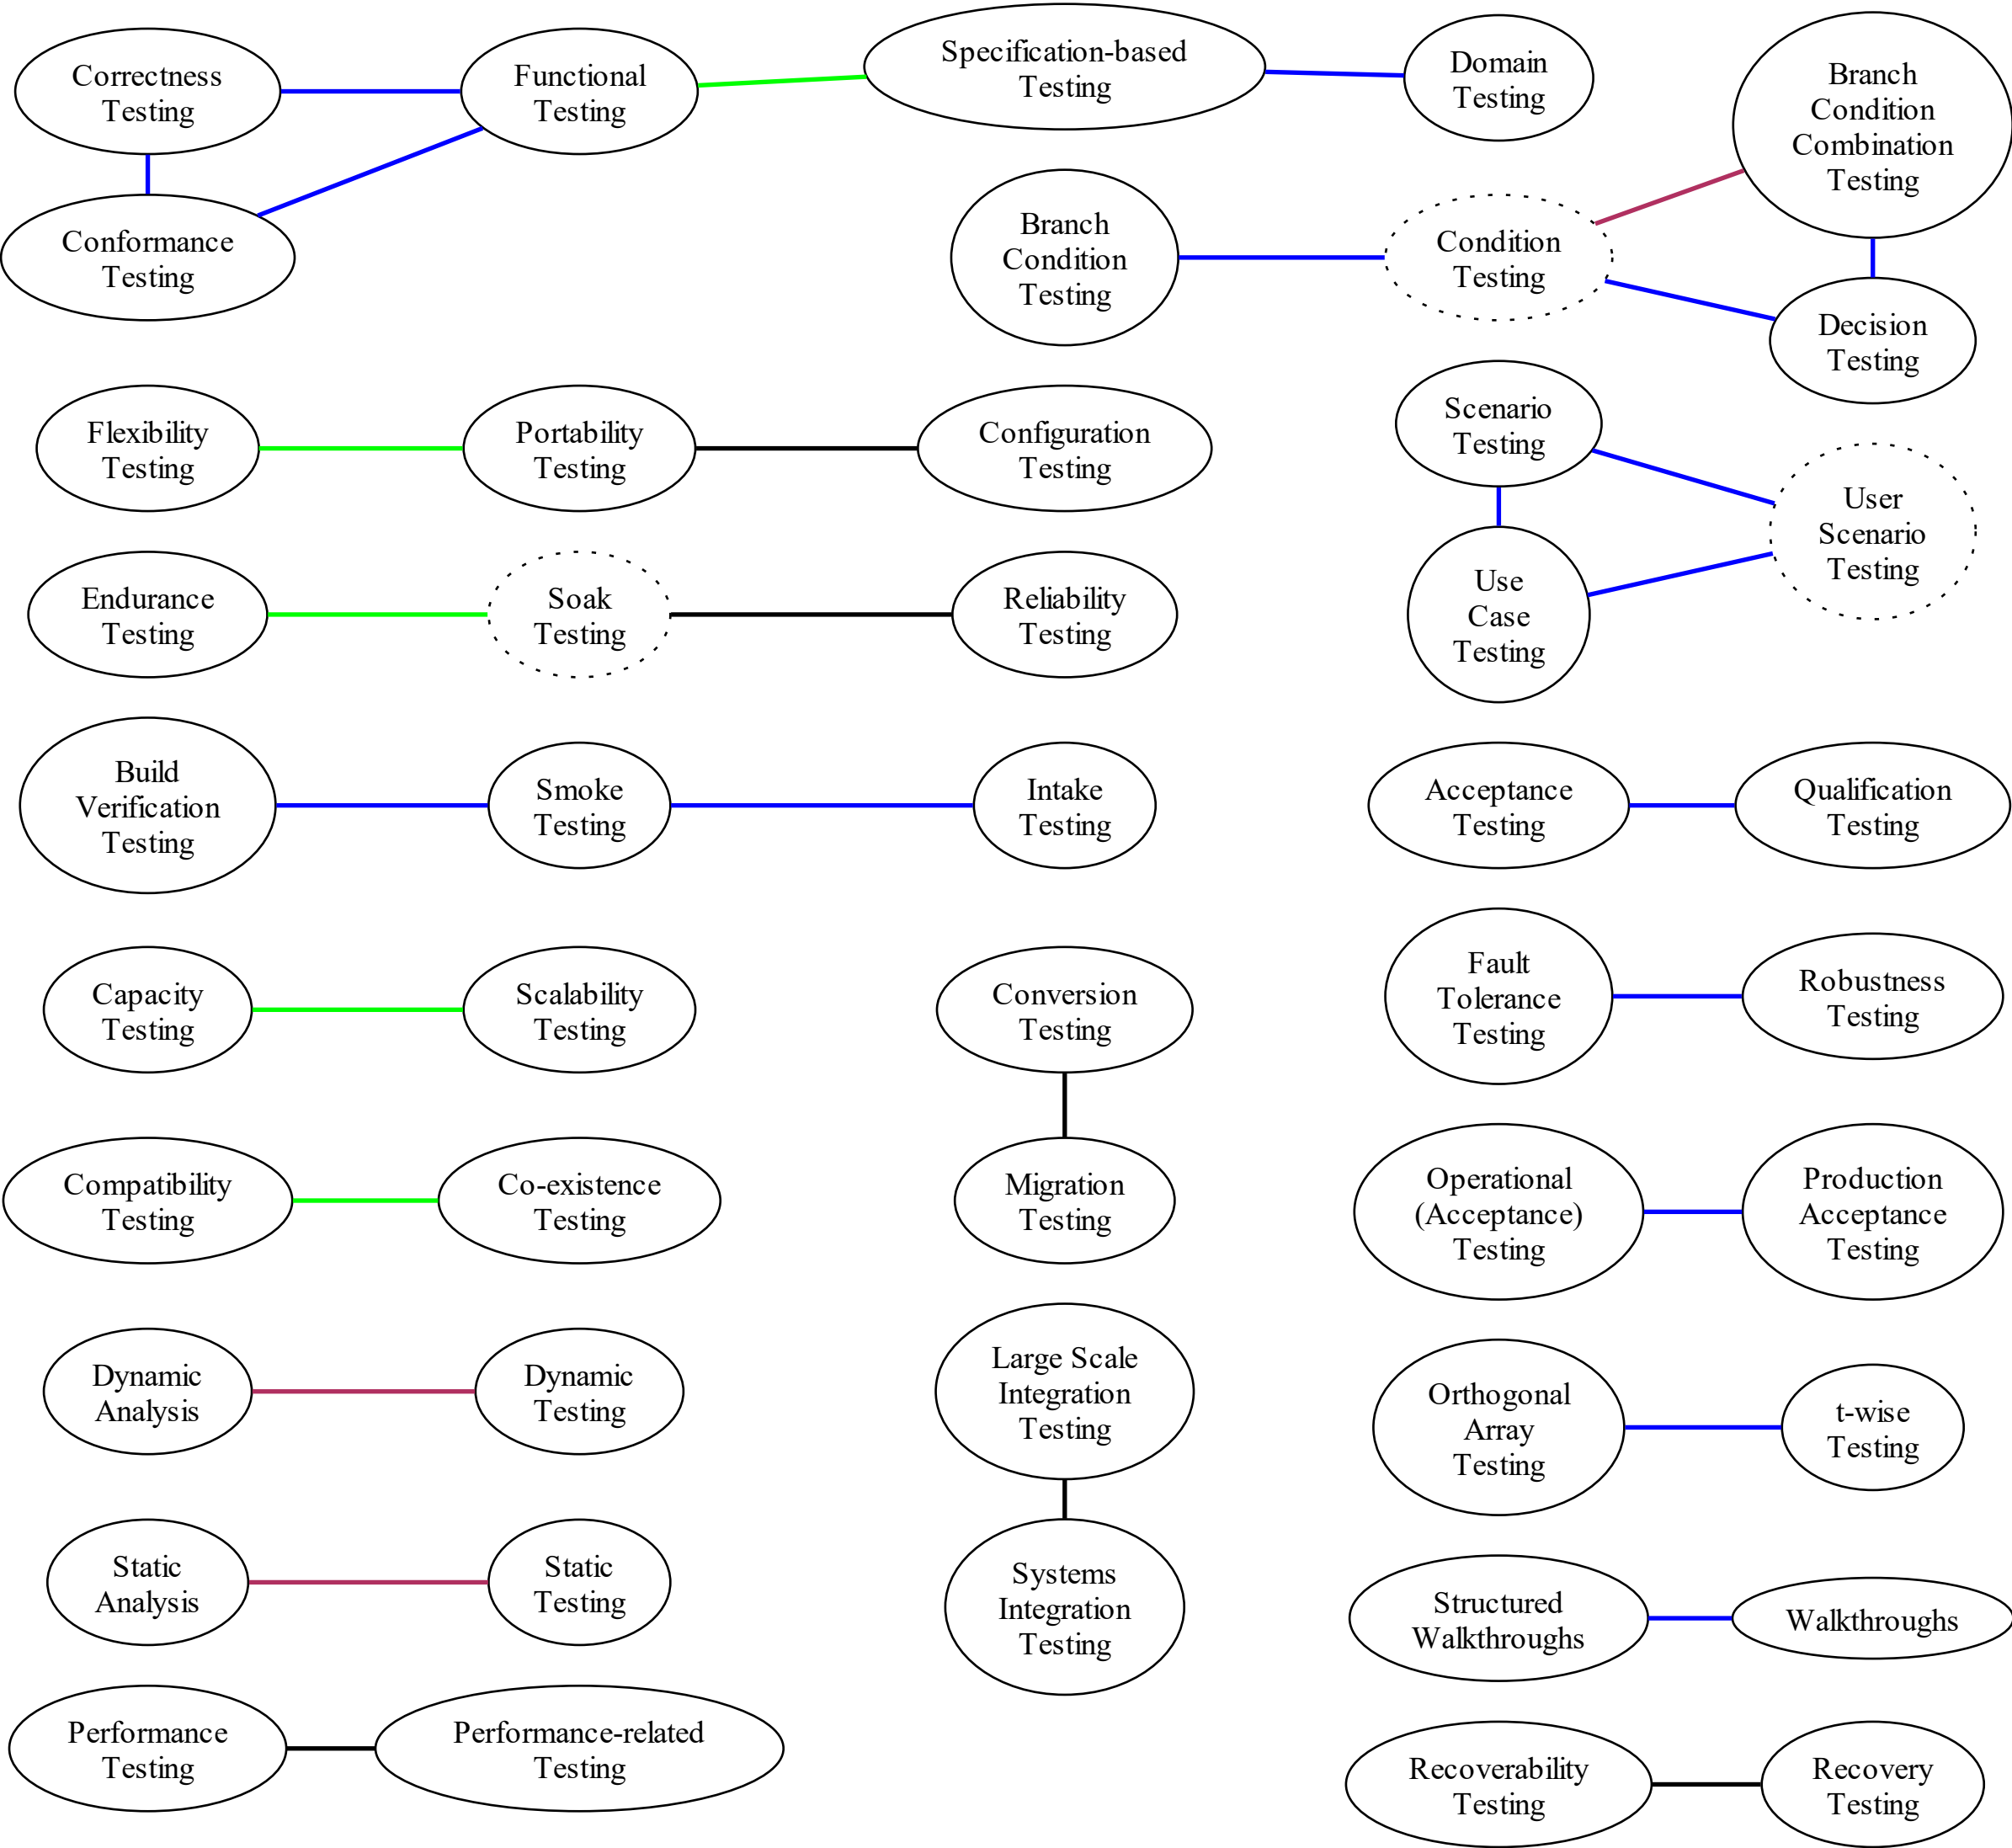 Correctness
Testing
Functional
Testing
Specification-based
Testing
Domain
Testing
Branch
Condition
Combination
Testing
Conformance
Testing
Branch
Condition
Testing
Condition
Testing
Decision
Testing
Flexibility
Testing
Portability
Testing
Configuration
Testing
Scenario
Testing
User
Scenario
Testing
Endurance
Testing
Soak
Testing
Reliability
Testing
Use
Case
Testing
Build
Verification
Testing
Smoke
Testing
Intake
Testing
Acceptance
Testing
Qualification
Testing
Capacity
Testing
Scalability
Testing
Conversion
Testing
Fault
Tolerance
Testing
Robustness
Testing
Compatibility
Testing
Co-existence
Testing
Migration
Testing
Operational
(Acceptance)
Testing
Production
Acceptance
Testing
Dynamic
Analysis
Dynamic
Testing
Large Scale
Integration
Testing
Orthogonal
Array
Testing
t-wise
Testing
Static
Analysis
Static
Testing
Systems
Integration
Testing
Structured
Walkthroughs
Walkthroughs
Performance
Testing
Performance-related
Testing
Recoverability
Testing
Recovery
Testing